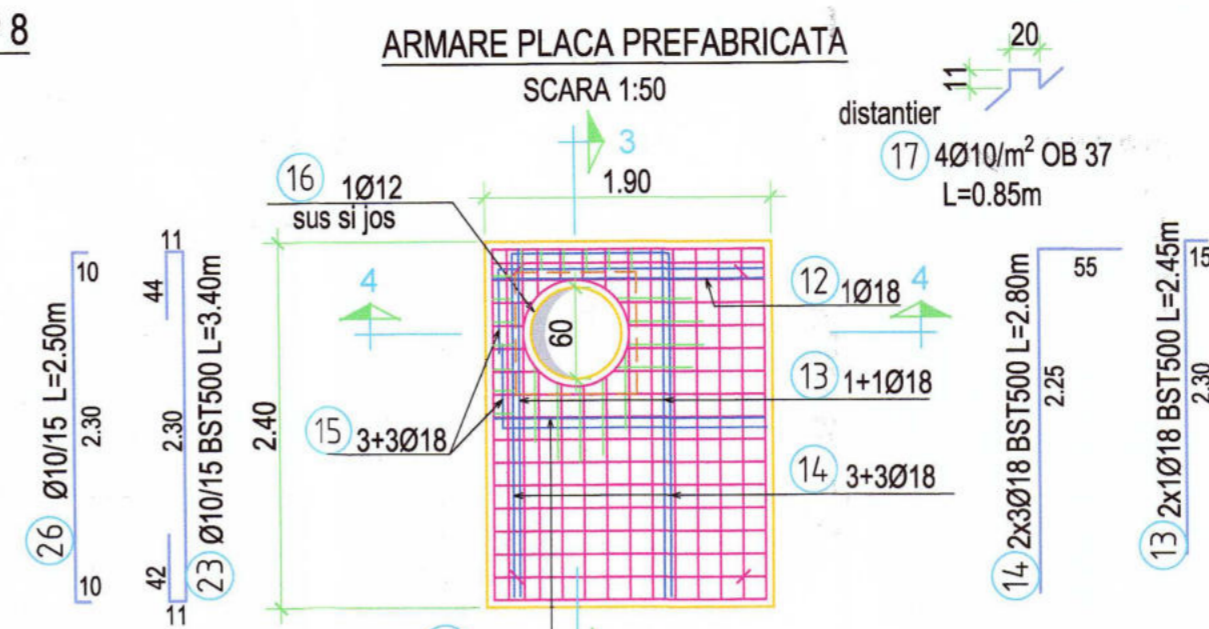 8
ARMARE PLACA PREFABRICATA
SCARA 1:50
20
11
distantier
17 4Ø10/m² OB 37
L=0.85m
3
16 1Ø12
sus si jos
1.90
4
4
12 1Ø18
60
13 1+1Ø18
15 3+3Ø18
14 3+3Ø18
2.40
10
2.30
10
26 Ø10/15 L=2.50m
11
44
2.30
42
11
23 Ø10/15 BST500 L=3.40m
55
2.25
14 2x3Ø18 BST500 L=2.80m
15
2.30
13 2x1Ø18 BST500 L=2.45m